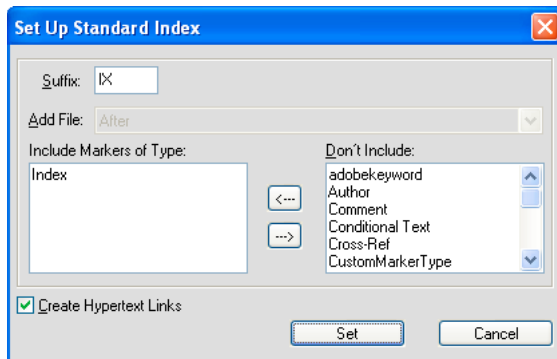 Set Up Standard Index
Suffix: IX
Add File: After
Include Markers of Type: Don't Include:
Index
adobekeyword
Author
Comment
Conditional Text
Cross-Ref
CustomMarkerType
<---
--->
Create Hypertext Links
Set Cancel